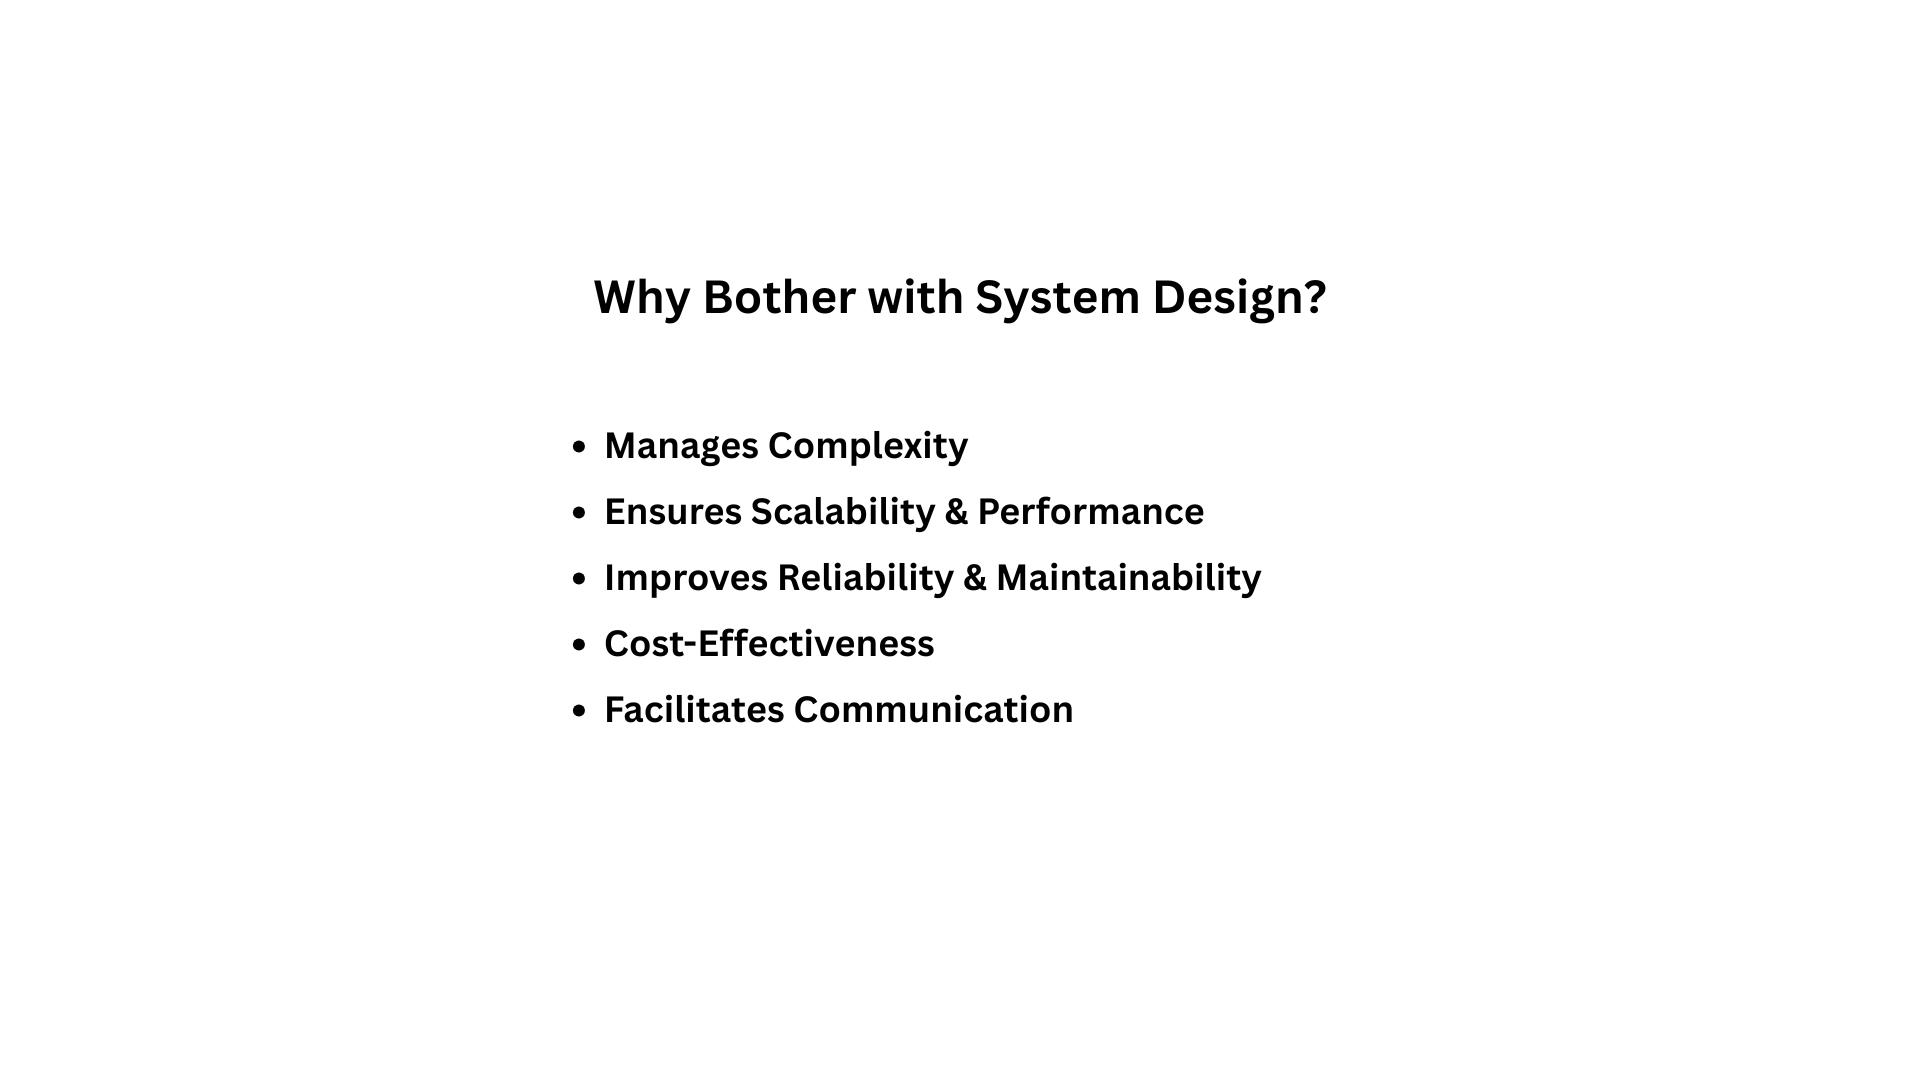 Why Bother with System Design?
• Manages Complexity
• Ensures Scalability & Performance
• Improves Reliability & Maintainability
• Cost-Effectiveness
• Facilitates Communication